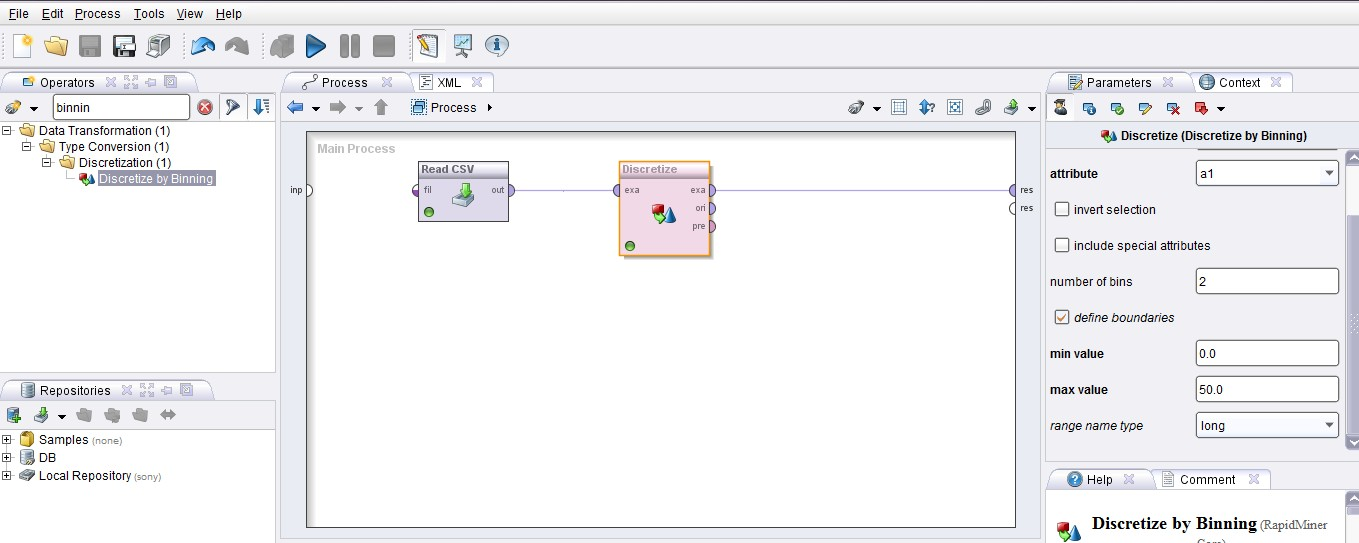 File Edit Process Tools View Help
Operators
binnin
Data Transformation (1)
Type Conversion (1)
Discretization (1)
Discretize by Binning
Repositories
Samples (none)
DB
Local Repository (sony)
Process XML
Process
Main Process
inp
Read CSV
fil out
Discretize
exa exa
ori
pre
res
res
Parameters Context
Discretize (Discretize by Binning)
attribute a1
invert selection
include special attributes
number of bins 2
define boundaries
min value 0.0
max value 50.0
range name type long
Help Comment
Discretize by Binning (RapidMiner